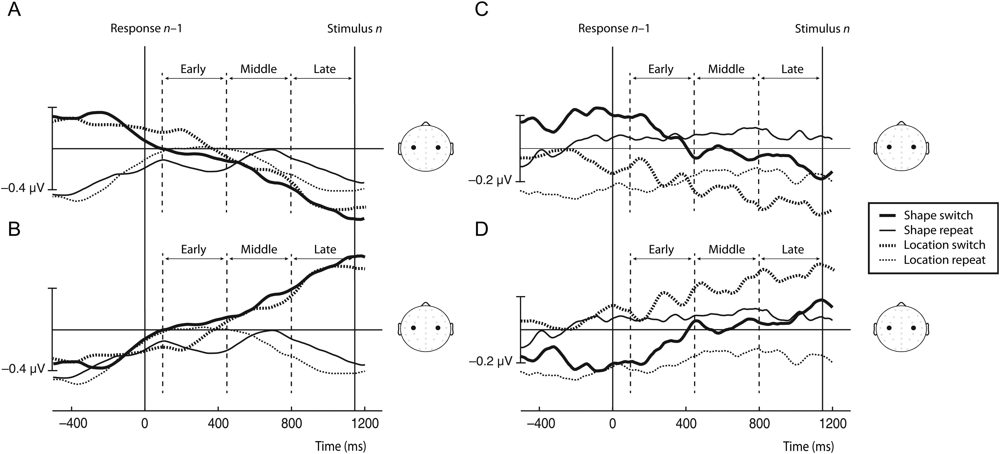 A
Response n–1
Stimulus n
Early
Middle
Late
–0.4 µV
B
Early
Middle
Late
–0.4 µV
–400
0
400
800
1200
Time (ms)
C
Response n–1
Stimulus n
Early
Middle
Late
–0.2 µV
D
Early
Middle
Late
–0.2 µV
–400
0
400
800
1200
Time (ms)
Shape switch
Shape repeat
Location switch
Location repeat